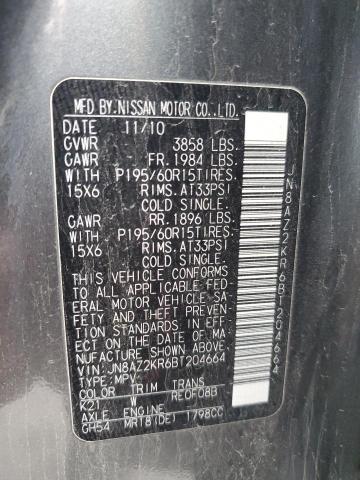 MFD BY.NISSAN MOTOR CO.,LTD.
DATE 11/10
GVWR 3858 LBS.
GAWR FR. 1984 LBS.
WITH P195/60R15TIRES.
15X6 RIMS.AT33PSI
COLD SINGLE.
GAWR RR. 1896 LBS.
WITH P195/60R15TIRES.
15X6 RIMS.AT33PSI
COLD SINGLE.
THIS VEHICLE CONFORMS
TO ALL APPLICABLE FED-
ERAL MOTOR VEHICLE SA
FETY AND THEFT
STANDARDS IN EFF
ECT ON THE DATE OF MA
NUFACTURE SHOWN ABOVE.
VIN:JN8AZ2KR6BT204664
TYPE:MPV
COLOR TRIM TRANS
K21 W RE0F08B
AXLE ENGINE
GH54 MR18(DE) 1798CC
JN8AZ2KR6BT204664